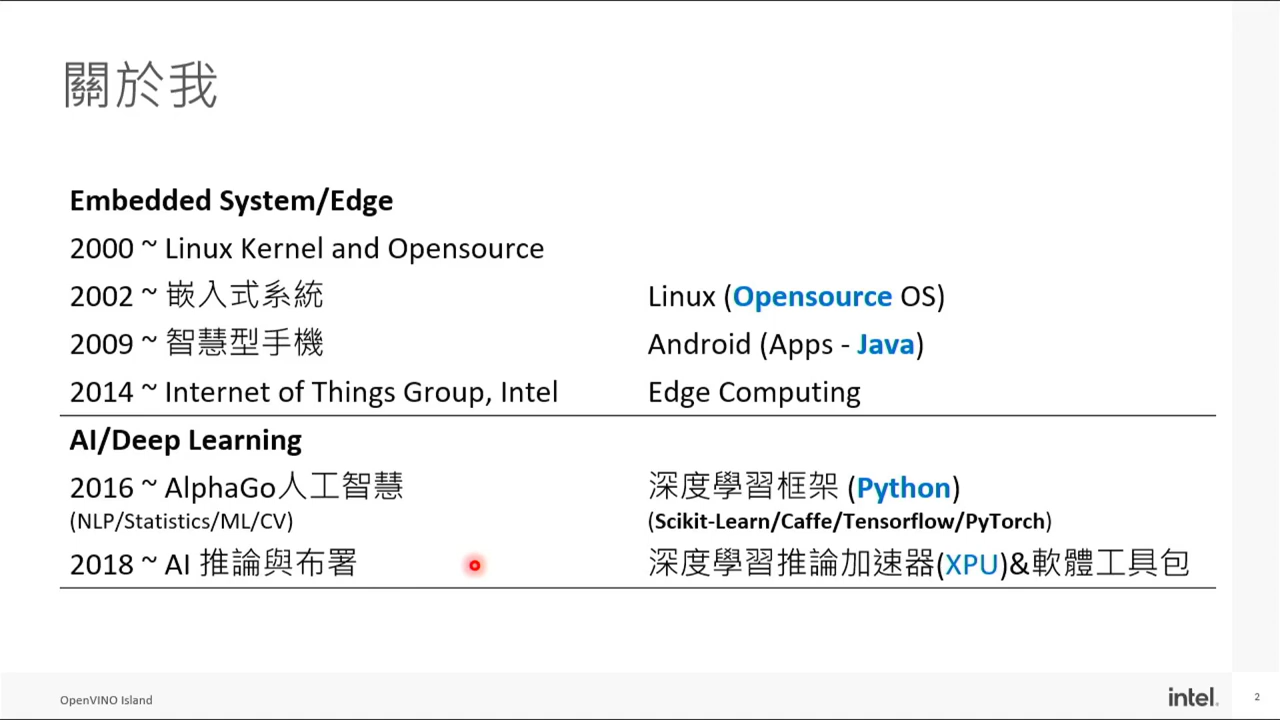 關於我
Embedded System/Edge
2000 ~ Linux Kernel and Opensource
2002 ~ 嵌入式系統 Linux (Opensource OS)
2009 ~ 智慧型手機 Android (Apps - Java)
2014 ~ Internet of Things Group, Intel Edge Computing
AI/Deep Learning
2016 ~ AlphaGo人工智慧 深度學習框架 (Python)
(NLP/Statistics/ML/CV) (Scikit-Learn/Caffe/Tensorflow/PyTorch)
2018 ~ AI 推論與布署 深度學習推論加速器(XPU)&軟體工具包
OpenVINO Island intel. 2